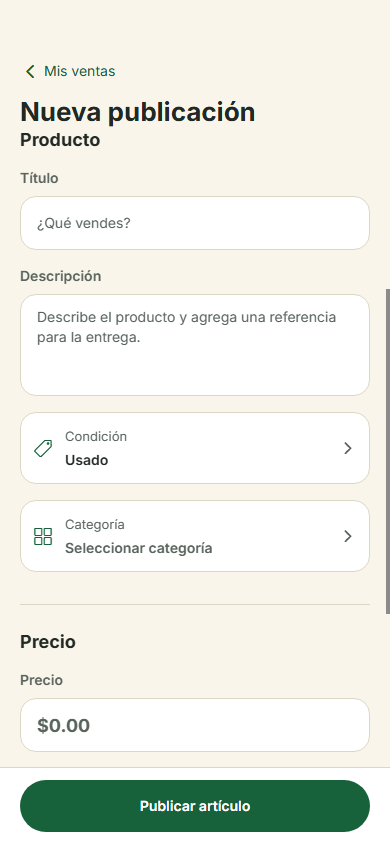 Mis ventas
Nueva publicación
Producto
Título
¿Qué vendes?
Descripción
Describe el producto y agrega una referencia
para la entrega.
Condición
Usado
Categoría
Seleccionar categoría
Precio
Precio
$0.00
Publicar artículo